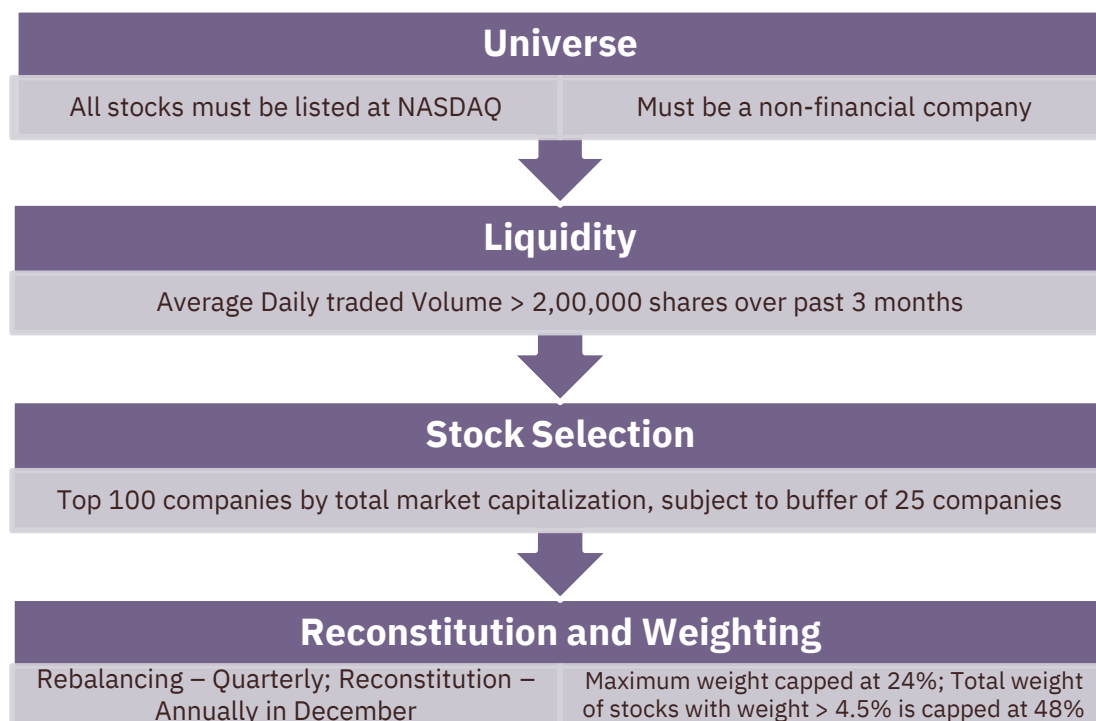 Universe
All stocks must be listed at NASDAQ
Must be a non-financial company
Liquidity
Average Daily traded Volume > 2,00,000 shares over past 3 months
Stock Selection
Top 100 companies by total market capitalization, subject to buffer of 25 companies
Reconstitution and Weighting
Rebalancing – Quarterly; Reconstitution –
Annually in December
Maximum weight capped at 24%; Total weight
of stocks with weight > 4.5% is capped at 48%